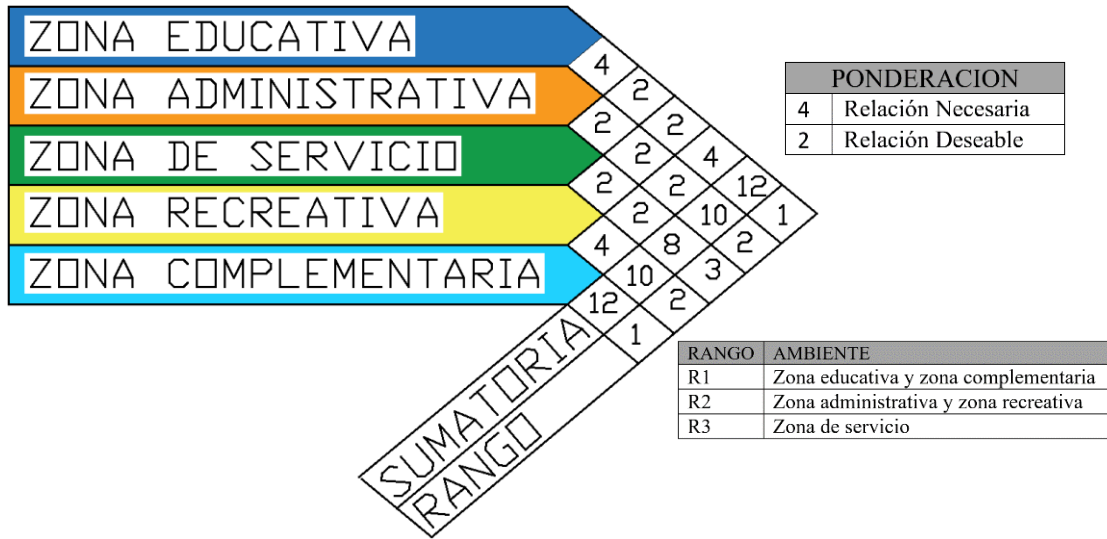 ZONA EDUCATIVA
ZONA ADMINISTRATIVA
ZONA DE SERVICIO
ZONA RECREATIVA
ZONA COMPLEMENTARIA
4
2
2
2
2
4
2
2
12
2
2
10
1
4
8
2
10
3
12
2
1
SUMATORIA
RANGO
PONDERACION
4 Relación Necesaria
2 Relación Deseable
RANGO AMBIENTE
R1 Zona educativa y zona complementaria
R2 Zona administrativa y zona recreativa
R3 Zona de servicio